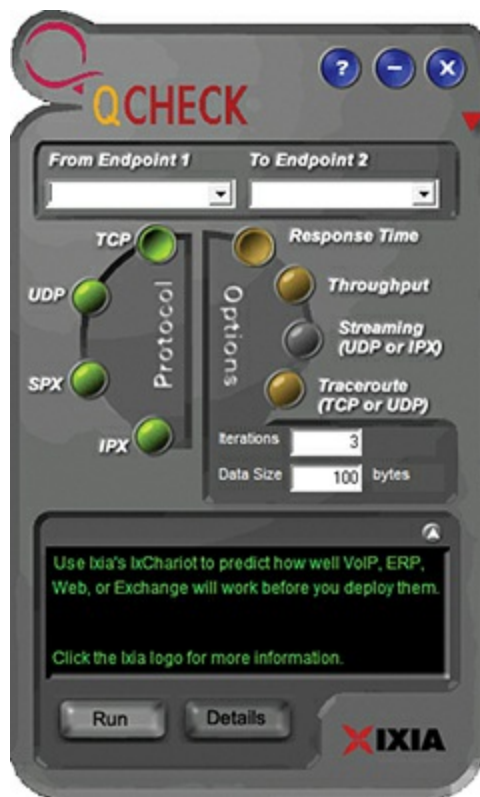 ? – X
QCHECK
From Endpoint 1 To Endpoint 2
TCP
UDP
SPX
IPX
Protocol
Options
Response Time
Throughput
Streaming
(UDP or IPX)
Traceroute
(TCP or UDP)
Iterations 3
Data Size 100 bytes
Use Ixia's IxChariot to predict how well VoIP, ERP,
Web, or Exchange will work before you deploy them.
Click the Ixia logo for more information.
Run Details
IXIA